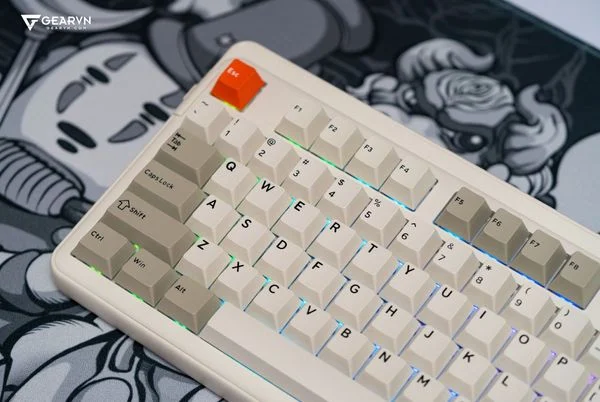 GEARVN
GEARVN.COM
Esc
F1 F2 F3 F4
F5 F6 F7 F8
~
! 1 @ 2 # 3 $ 4 % 5 ^ 6 & 7 * 8 ( 9 ) 0
Tab Q W E R T Y U I O P
Caps Lock A S D F G H J K L
Shift Z X C V B N M
Ctrl Win Alt